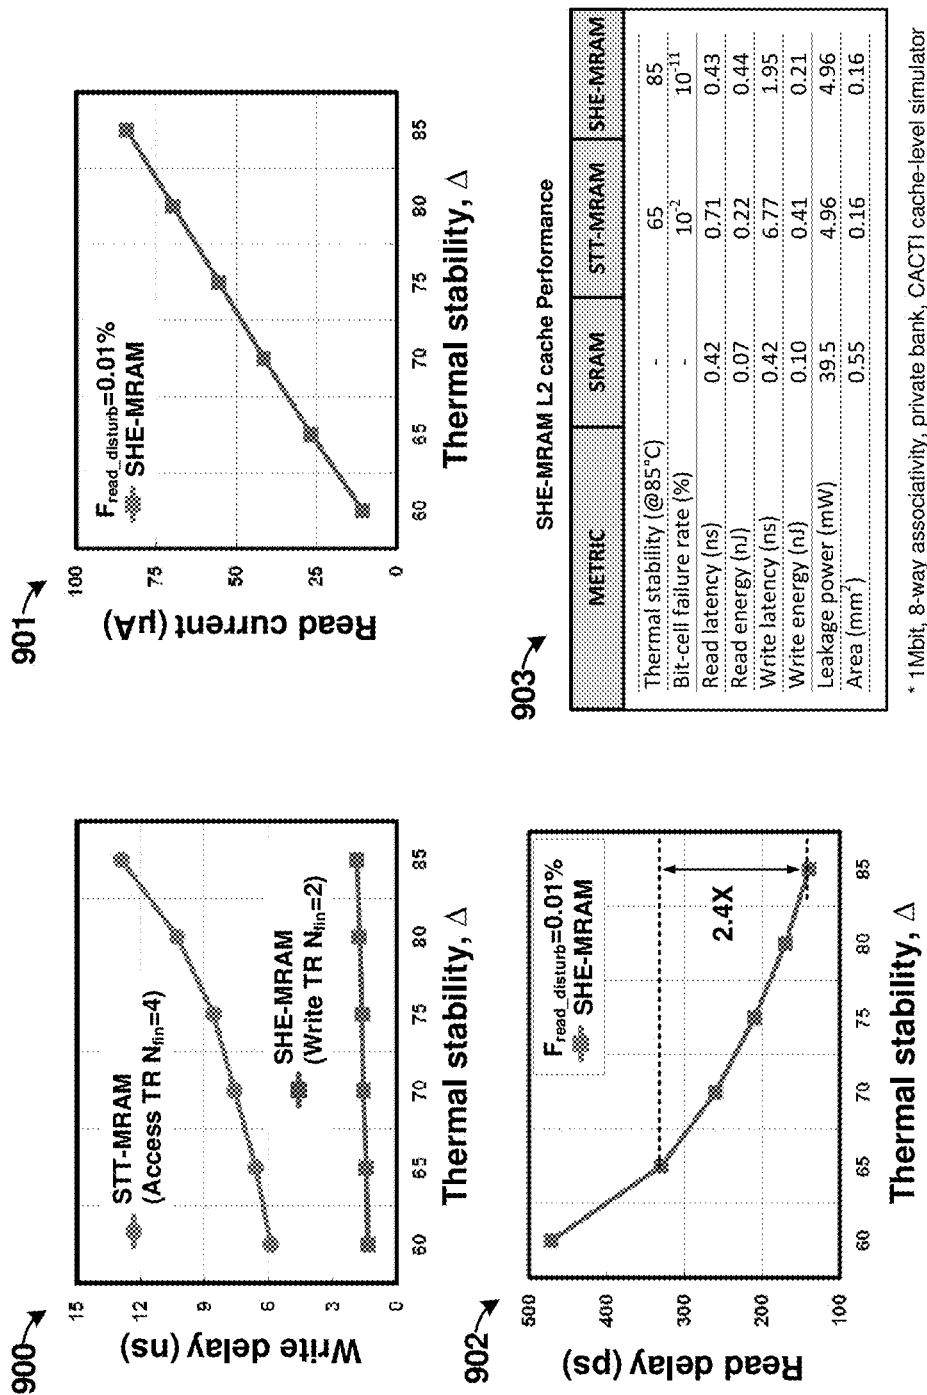 900
Write delay (ns)
15
12
9
6
3
0
STT-MRAM
(Access TR Nfin=4)
SHE-MRAM
(Write TR Nfin=2)
60 65 70 75 80 85
Thermal stability, Δ
901
Read current (μA)
100
75
50
25
0
Fread_disturb=0.01%
SHE-MRAM
60 65 70 75 80 85
Thermal stability, Δ
902
Read delay (ps)
500
400
300
200
100
Fread_disturb=0.01%
SHE-MRAM
2.4X
60 65 70 75 80 85
Thermal stability, Δ
903
SHE-MRAM L2 cache Performance
METRIC SRAM STT-MRAM SHE-MRAM
Thermal stability (@85°C) - 65 85
Bit-cell failure rate (%) - 10-2 10-11
Read latency (ns) 0.42 0.71 0.43
Read energy (nJ) 0.07 0.22 0.44
Write latency (ns) 0.42 6.77 1.95
Write energy (nJ) 0.10 0.41 0.21
Leakage power (mW) 39.5 4.96 4.96
Area (mm2) 0.55 0.16 0.16
* 1Mbit, 8-way associativity, private bank, CACTI cache-level simulator